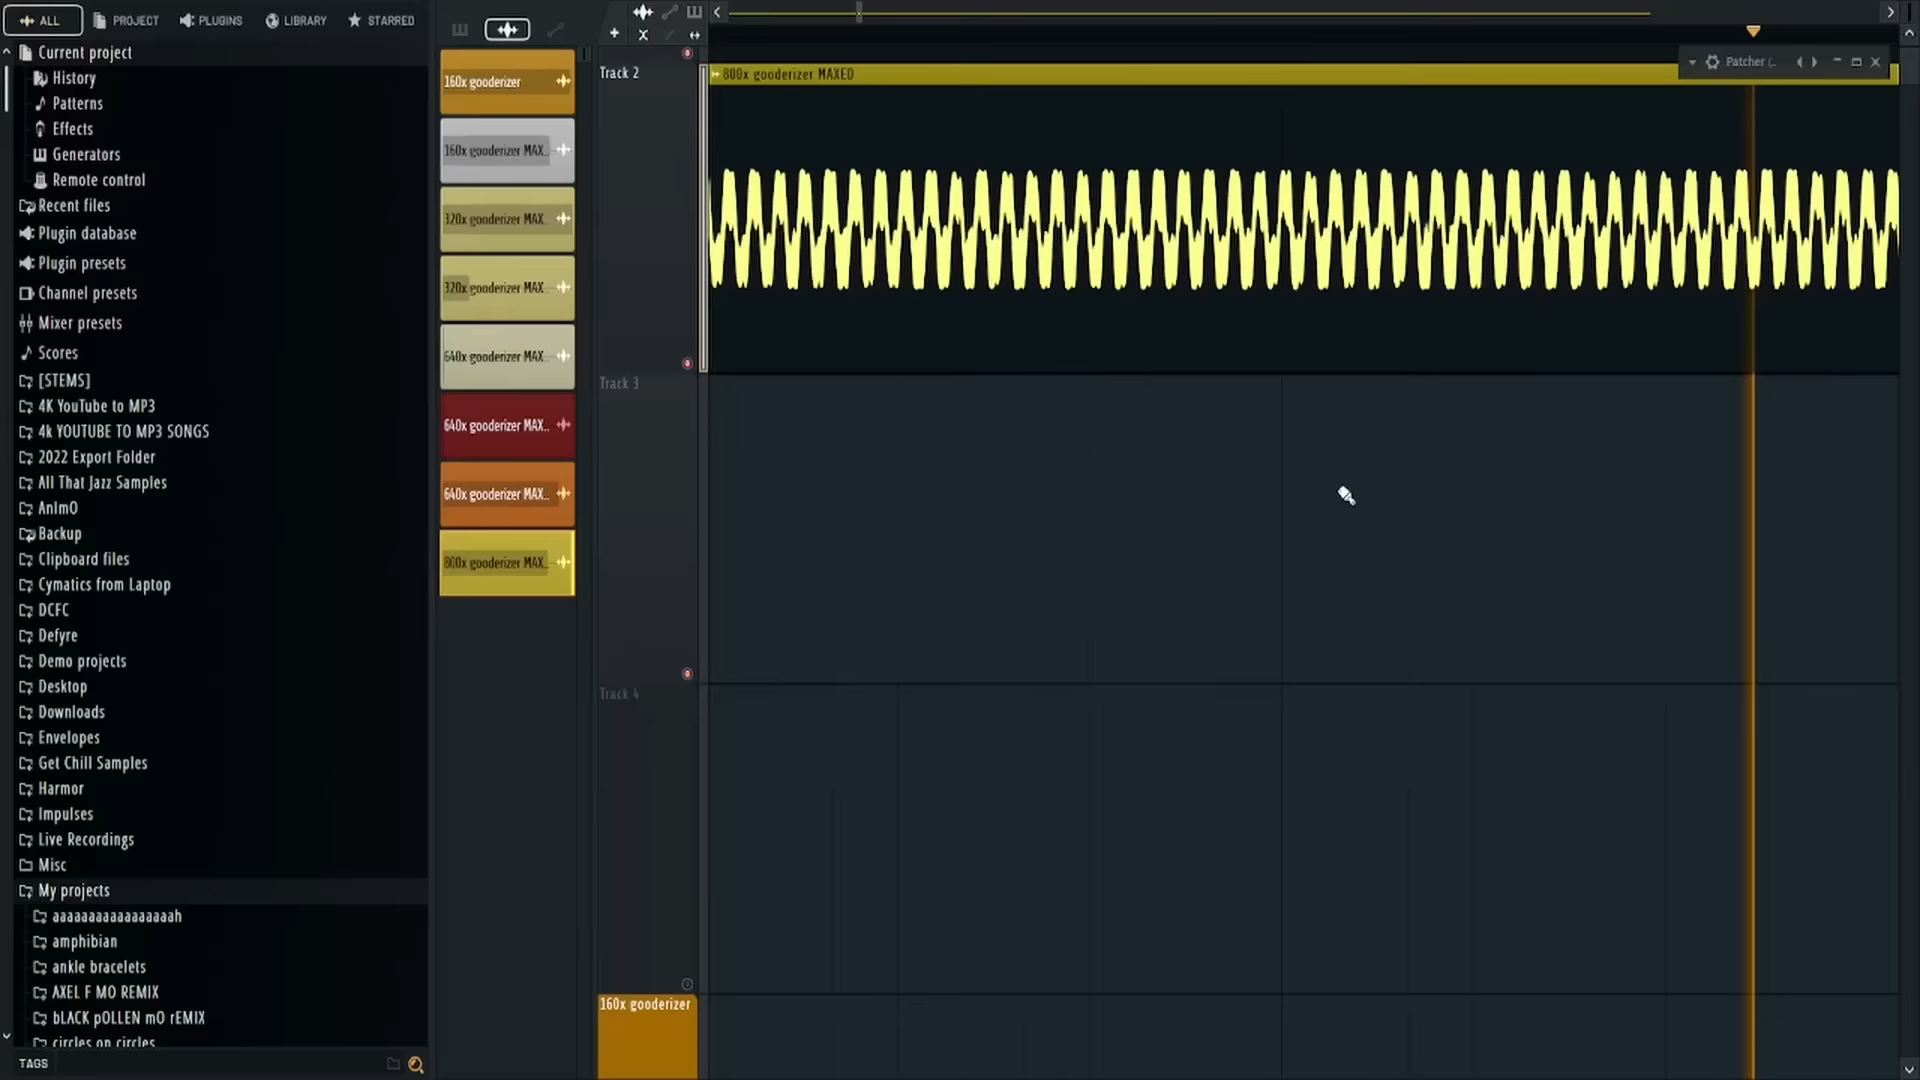 ALL
PROJECT
PLUGINS
LIBRARY
STARRED
Current project
History
Patterns
Effects
Generators
Remote control
Recent files
Plugin database
Plugin presets
Channel presets
Mixer presets
Scores
[STEMS]
4K YouTube to MP3
4k YOUTUBE TO MP3 SONGS
2022 Export Folder
All That Jazz Samples
AnImO
Backup
Clipboard files
Cymatics from Laptop
DCFC
Defyre
Demo projects
Desktop
Downloads
Envelopes
Get Chill Samples
Harmor
Impulses
Live Recordings
Misc
My projects
aaaaaaaaaaaaaaaah
amphibian
ankle bracelets
AXEL F MO REMIX
bLACK pOLLEN mO rEMIX
circles on circles
TAGS
160x gooderizer
160x gooderizer MAX..
320x gooderizer MAX..
320x gooderizer MAX..
640x gooderizer MAX..
640x gooderizer MAX..
640x gooderizer MAX..
800x gooderizer MAX..
Track 2
800x gooderizer MAXED
Patcher (..
Track 3
Track 4
160x gooderizer